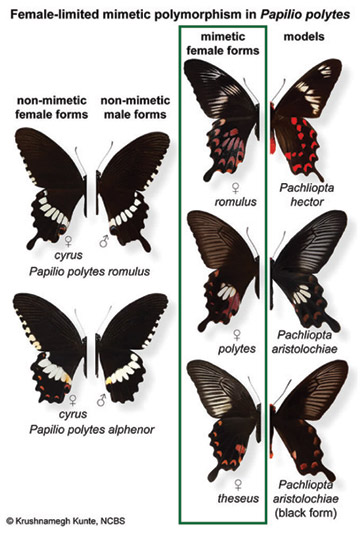 Female-limited mimetic polymorphism in Papilio polytes
non-mimetic
female forms
non-mimetic
male forms
mimetic
female forms
models
♀
cyrus
♂
Papilio polytes romulus
♀
cyrus
♂
Papilio polytes alphenor
♀
romulus
Pachliopta
hector
♀
polytes
Pachliopta
aristolochiae
♀
theseus
Pachliopta
aristolochiae
(black form)
© Krushnamegh Kunte, NCBS